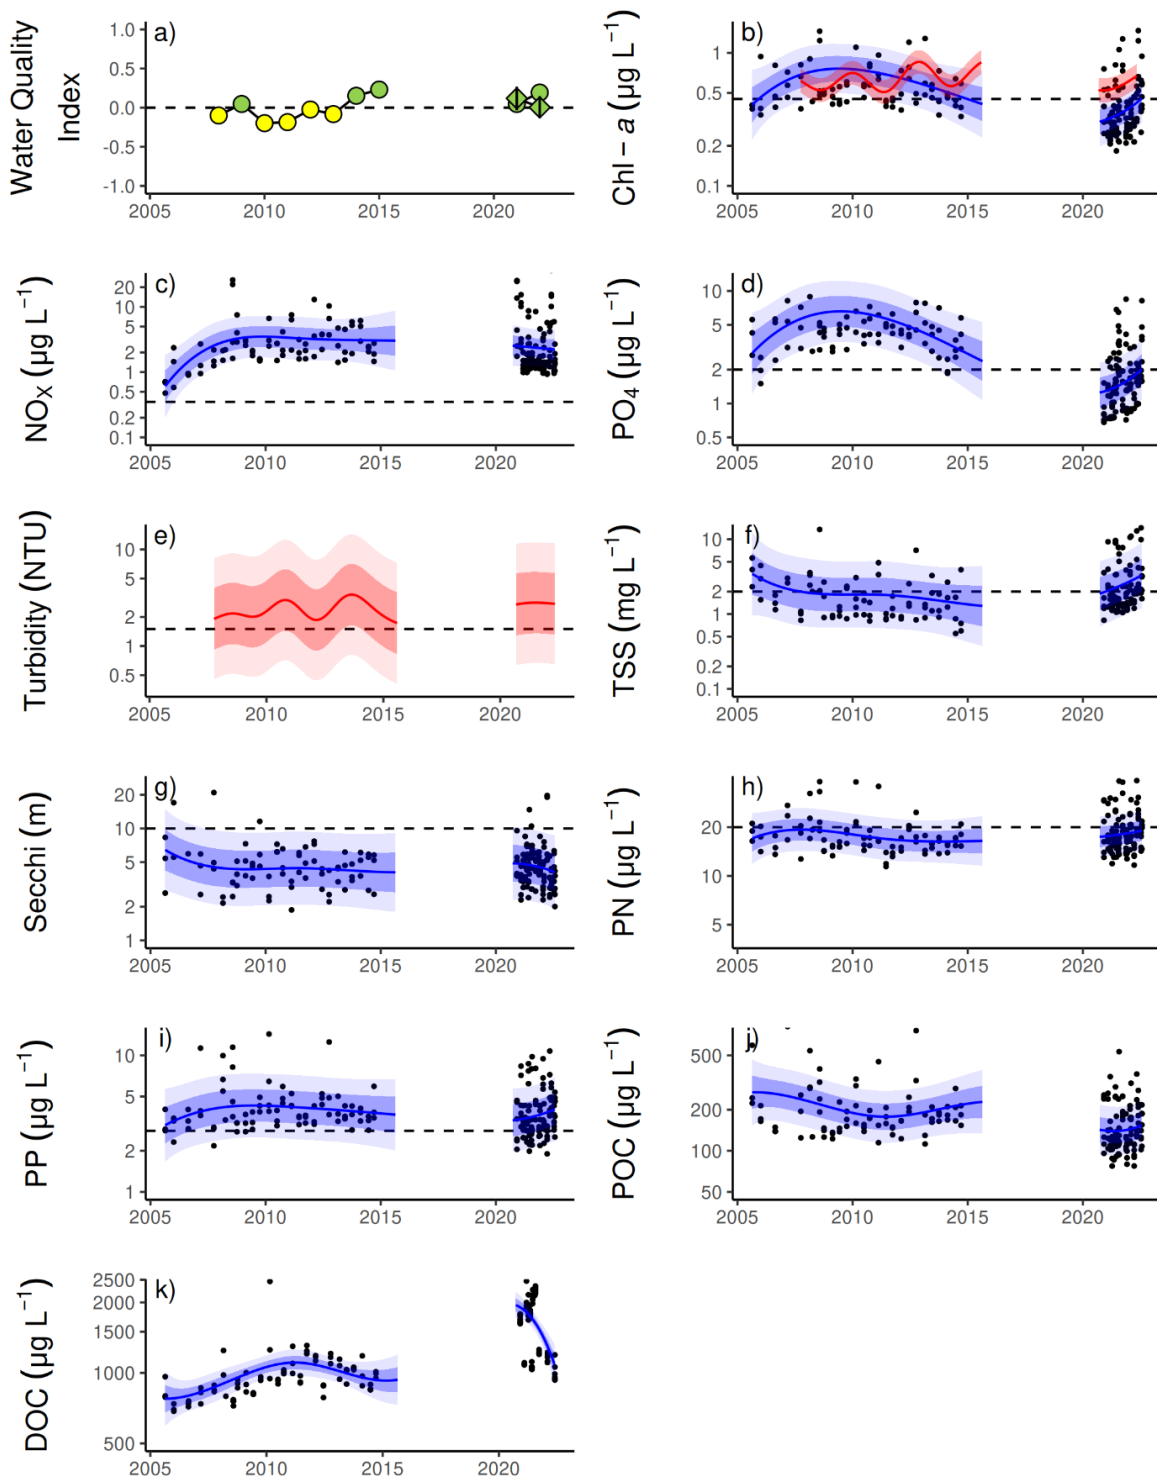 Water Quality
Index
a)
1.0
0.5
0.0
-0.5
-1.0
2005 2010 2015 2020
Chl − a (µg L⁻¹)
b)
1
0.5
0.2
0.1
2005 2010 2015 2020
NOX (µg L⁻¹)
c)
20
10
5
2
1
0.5
0.2
0.1
2005 2010 2015 2020
PO4 (µg L⁻¹)
d)
10
5
2
1
0.5
2005 2010 2015 2020
Turbidity (NTU)
e)
10
5
2
1
0.5
2005 2010 2015 2020
TSS (mg L⁻¹)
f)
10
5
2
1
0.5
0.2
0.1
2005 2010 2015 2020
Secchi (m)
g)
20
10
5
2
1
2005 2010 2015 2020
PN (µg L⁻¹)
h)
20
10
5
2005 2010 2015 2020
PP (µg L⁻¹)
i)
10
5
2
1
2005 2010 2015 2020
POC (µg L⁻¹)
j)
500
200
100
50
2005 2010 2015 2020
DOC (µg L⁻¹)
k)
2500
2000
1500
1000
500
2005 2010 2015 2020